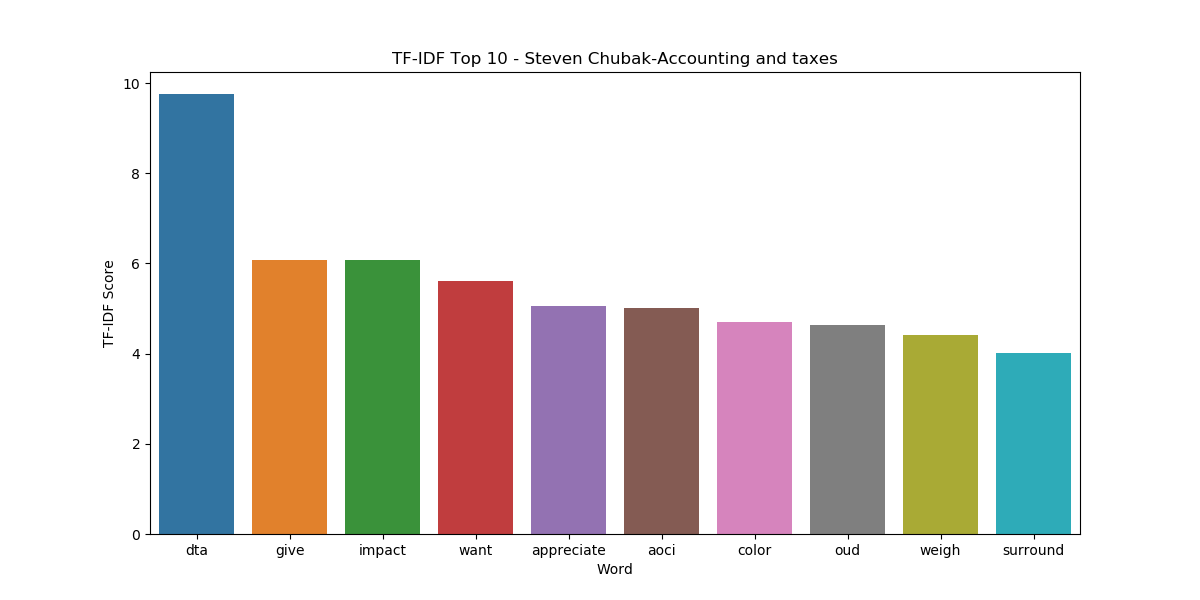 TF-IDF Top 10 - Steven Chubak-Accounting and taxes
TF-IDF Score
10
8
6
4
2
0
dta give impact want appreciate aoci color oud weigh surround
Word